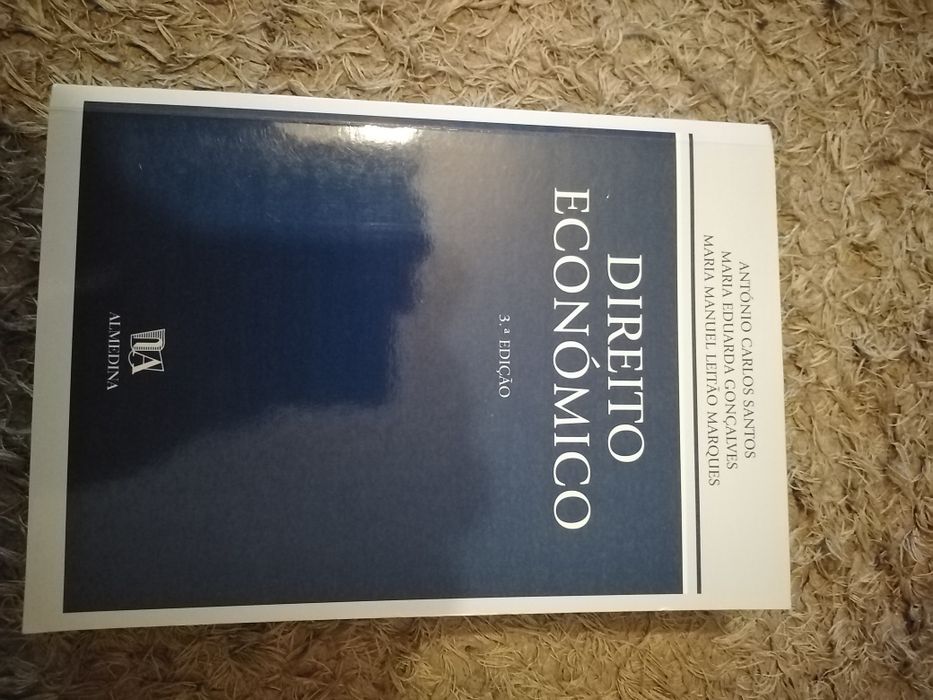 ANTÓNIO CARLOS SANTOS
MARIA EDUARDA GONÇALVES
MARIA MANUEL LEITÃO MARQUES
DIREITO
ECONÓMICO
3.ª EDIÇÃO
ALMEDINA